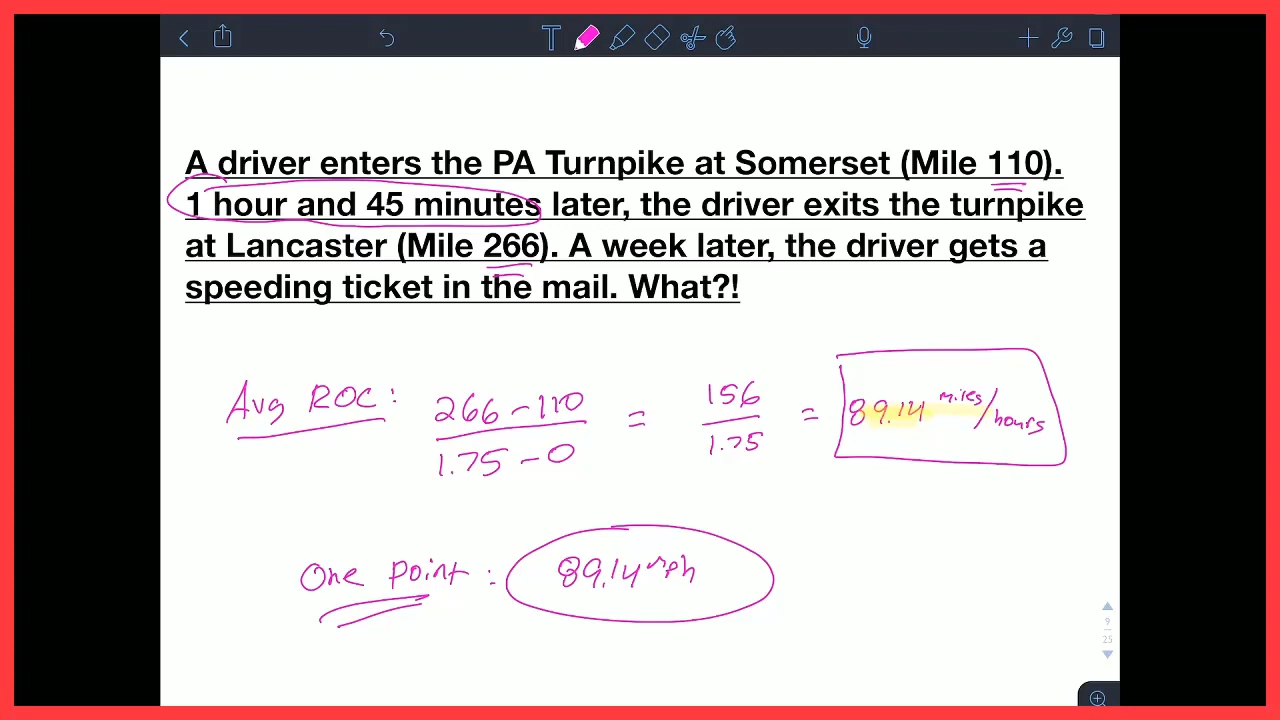 A driver enters the PA Turnpike at Somerset (Mile 110).
1 hour and 45 minutes later, the driver exits the turnpike
at Lancaster (Mile 266). A week later, the driver gets a
speeding ticket in the mail. What?!
Avg ROC: 266 - 110 / 1.75 - 0 = 156 / 1.75 = 89.14 miles/hours
One point: 89.14 mph
9
25